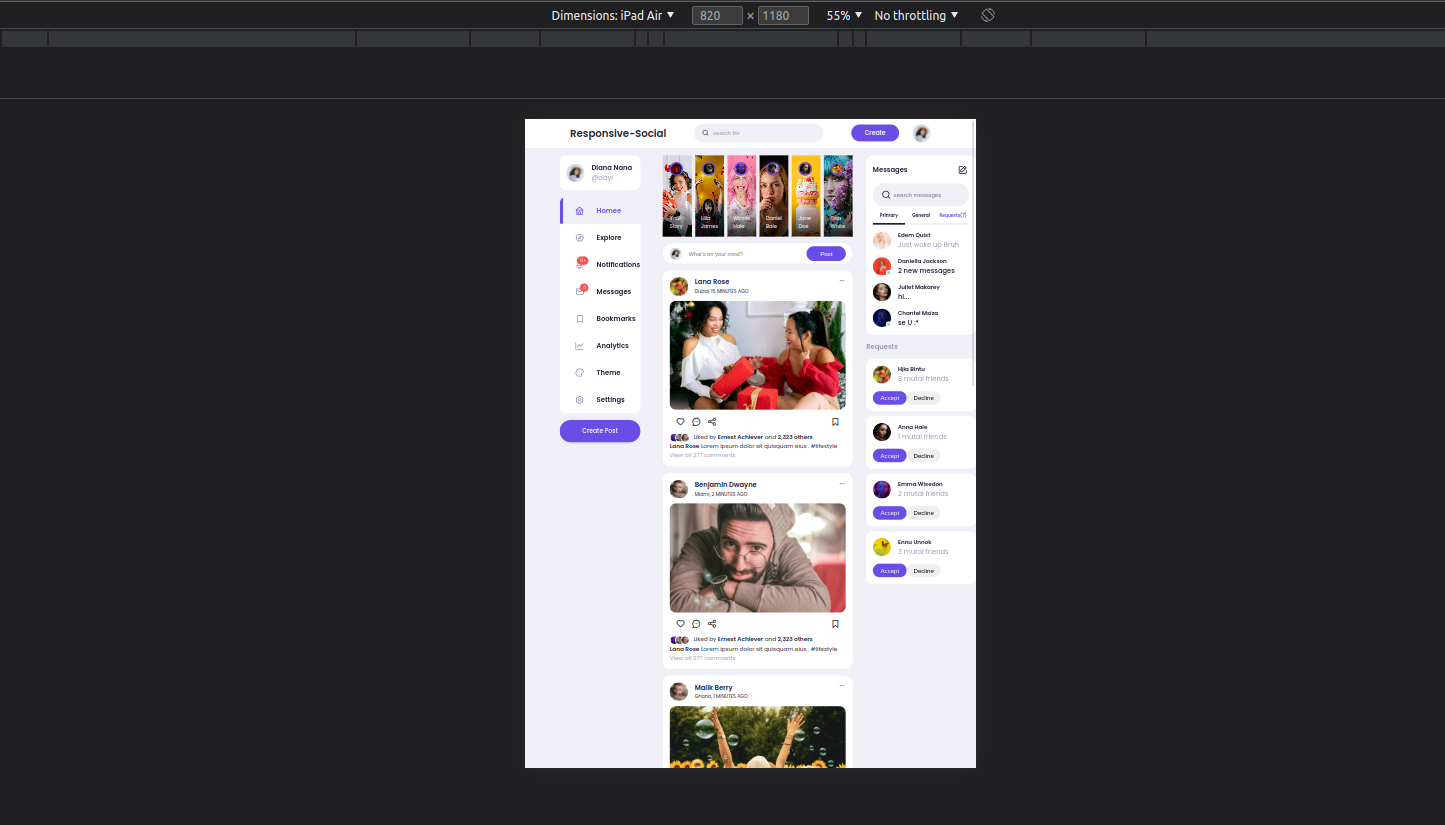 Dimensions: iPad Air
820 × 1180
55%
No throttling
Responsive-Social
search for
Create
Diana Nana
@dayi
Homee
Explore
9+
Notifications
Messages
Bookmarks
Analytics
Theme
Settings
Create Post
Your Story
Lilla James
Winnie Hale
Daniel Bale
Jane Doe
Tina White
What's on your mind?
Post
Lana Rose
Dubai, 15 MINUTES AGO
Liked by Ernest Achiever and 2,323 others
Lana Rose Lorem ipsum dolor sit quisquam eius . #lifestyle
View all 277 comments
Benjamin Dwayne
Miami, 2 MINUTES AGO
Liked by Ernest Achiever and 2,323 others
Lana Rose Lorem ipsum dolor sit quisquam eius . #lifestyle
View all 277 comments
Malik Berry
Ghana, 1 MINUTES AGO
Messages
search messages
Primary
General
Requests(7)
Edem Quist
Just woke up Bruh
Daniella Jackson
2 new messages
Juliet Makarey
hi...
Chantel Msiza
se U :*
Requests
Hjia Bintu
8 mutal friends
Accept
Decline
Anna Hale
1 mutal friends
Accept
Decline
Emma Wisedon
2 mutal friends
Accept
Decline
Ennu Unnok
3 mutal friends
Accept
Decline